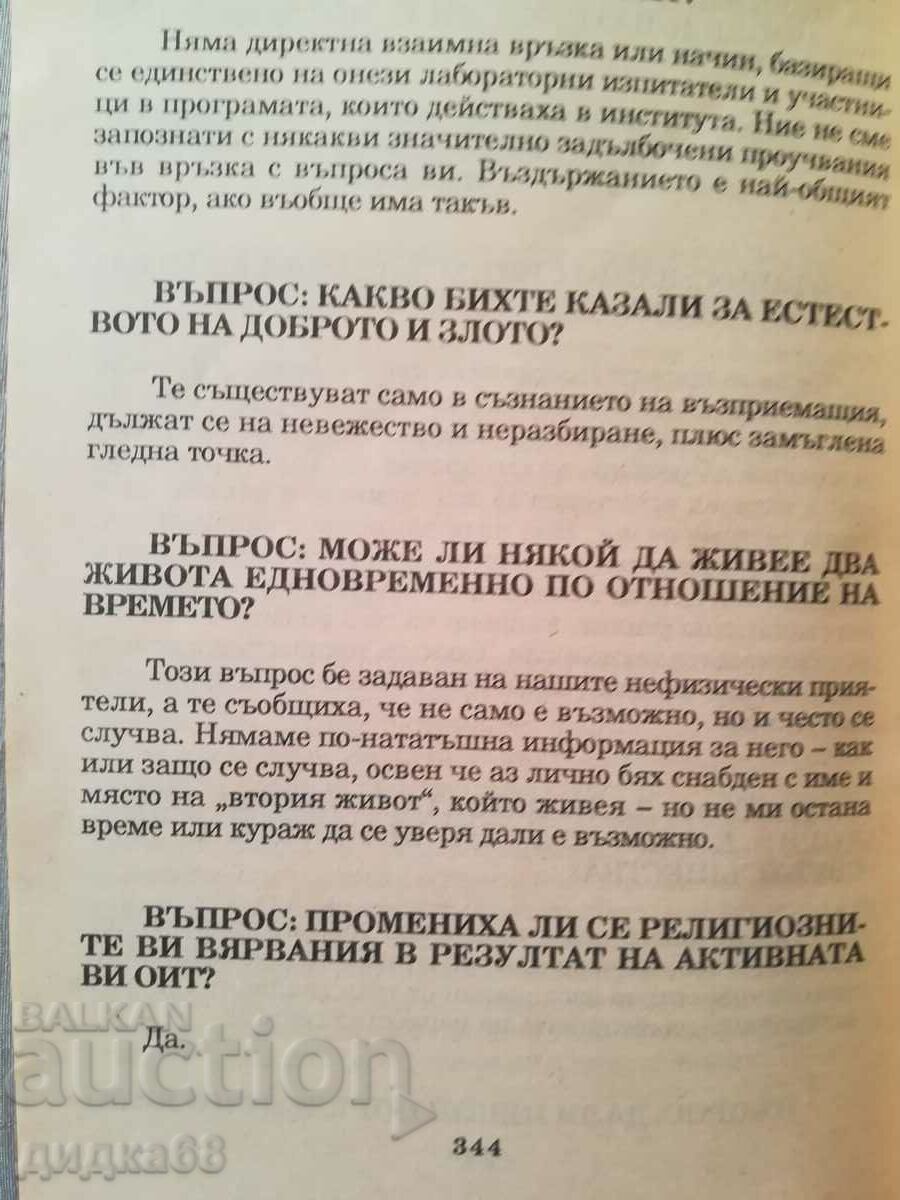 Няма директна взаимна връзка или начин, базиращи
се единствено на онези лабораторни изпитатели и участни-
ци в програмата, които действаха в института. Ние не сме
запознати с някакви значително задълбочени проучвания
във връзка с въпроса ви. Въздържанието е най-общият
фактор, ако въобще има такъв.
ВЪПРОС: КАКВО БИХТЕ КАЗАЛИ ЗА ЕСТЕСТ-
ВОТО НА ДОБРОТО И ЗЛОТО?
Те съществуват само в съзнанието на възприемащия,
дължат се на невежество и неразбиране, плюс замъглена
гледна точка.
ВЪПРОС: МОЖЕ ЛИ НЯКОЙ ДА ЖИВЕЕ ДВА
ЖИВОТА ЕДНОВРЕМЕННО ПО ОТНОШЕНИЕ НА
ВРЕМЕТО?
Този въпрос бе задаван на нашите нефизически прия-
тели, а те съобщиха, че не само е възможно, но и често се
случва. Нямаме по-нататъшна информация за него – как
или защо се случва, освен че аз лично бях снабден с име и
място на „втория живот“, който живея – но не ми остана
време или кураж да се уверя дали е възможно.
ВЪПРОС: ПРОМЕНИХА ЛИ СЕ РЕЛИГИОЗНИ-
ТЕ ВИ ВЯРВАНИЯ В РЕЗУЛТАТ НА АКТИВНАТА
ВИ ОИТ?
Да.
BALKAN
auction
дидка68
344